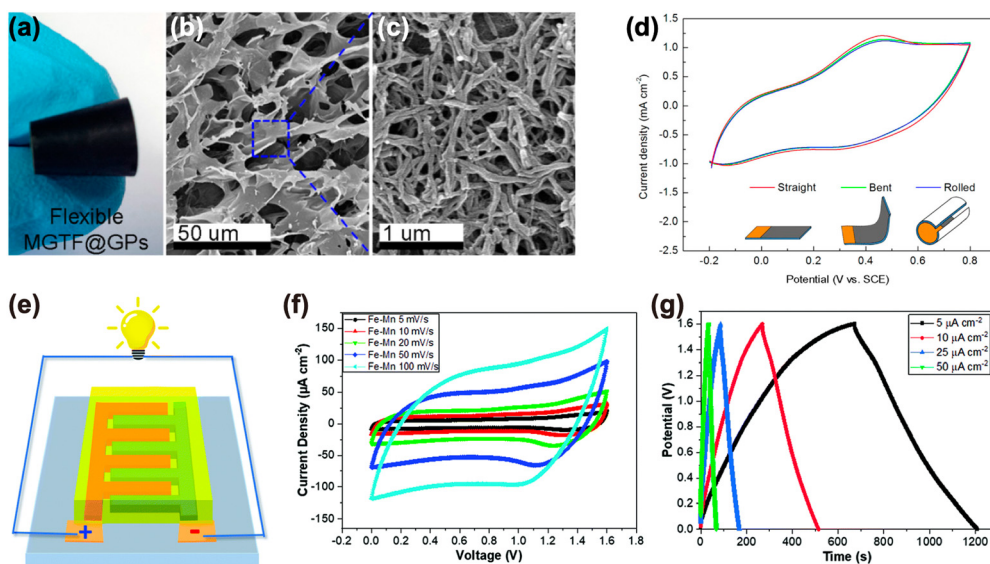 (a)
Flexible
MGTF@GPs
(b)
50 um
(c)
1 um
(d)
Current density (mA cm⁻²)
1.5
1.0
0.5
0.0
-0.5
-1.0
-1.5
-2.0
-2.5
Straight
Bent
Rolled
-0.2 0.0 0.2 0.4 0.6 0.8
Potential (V vs. SCE)
(e)
+
-
(f)
Current Density (μA cm⁻²)
150
100
50
0
-50
-100
-150
Fe-Mn 5 mV/s
Fe-Mn 10 mV/s
Fe-Mn 20 mV/s
Fe-Mn 50 mV/s
Fe-Mn 100 mV/s
-0.2 0.0 0.2 0.4 0.6 0.8 1.0 1.2 1.4 1.6 1.8
Voltage (V)
(g)
Potential (V)
1.8
1.6
1.4
1.2
1.0
0.8
0.6
0.4
0.2
0.0
5 μA cm⁻²
10 μA cm⁻²
25 μA cm⁻²
50 μA cm⁻²
0 200 400 600 800 1000 1200
Time (s)